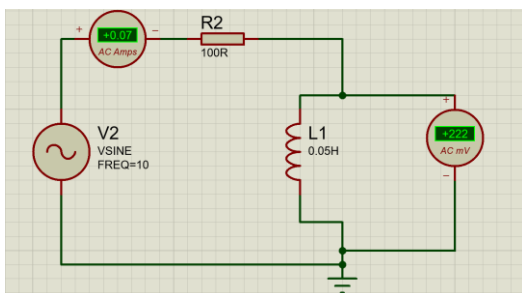 +0.07
+ -
AC Amps
R2
100R
V2
VSINE
FREQ=10
L1
0.05H
+
+222
AC mV
-